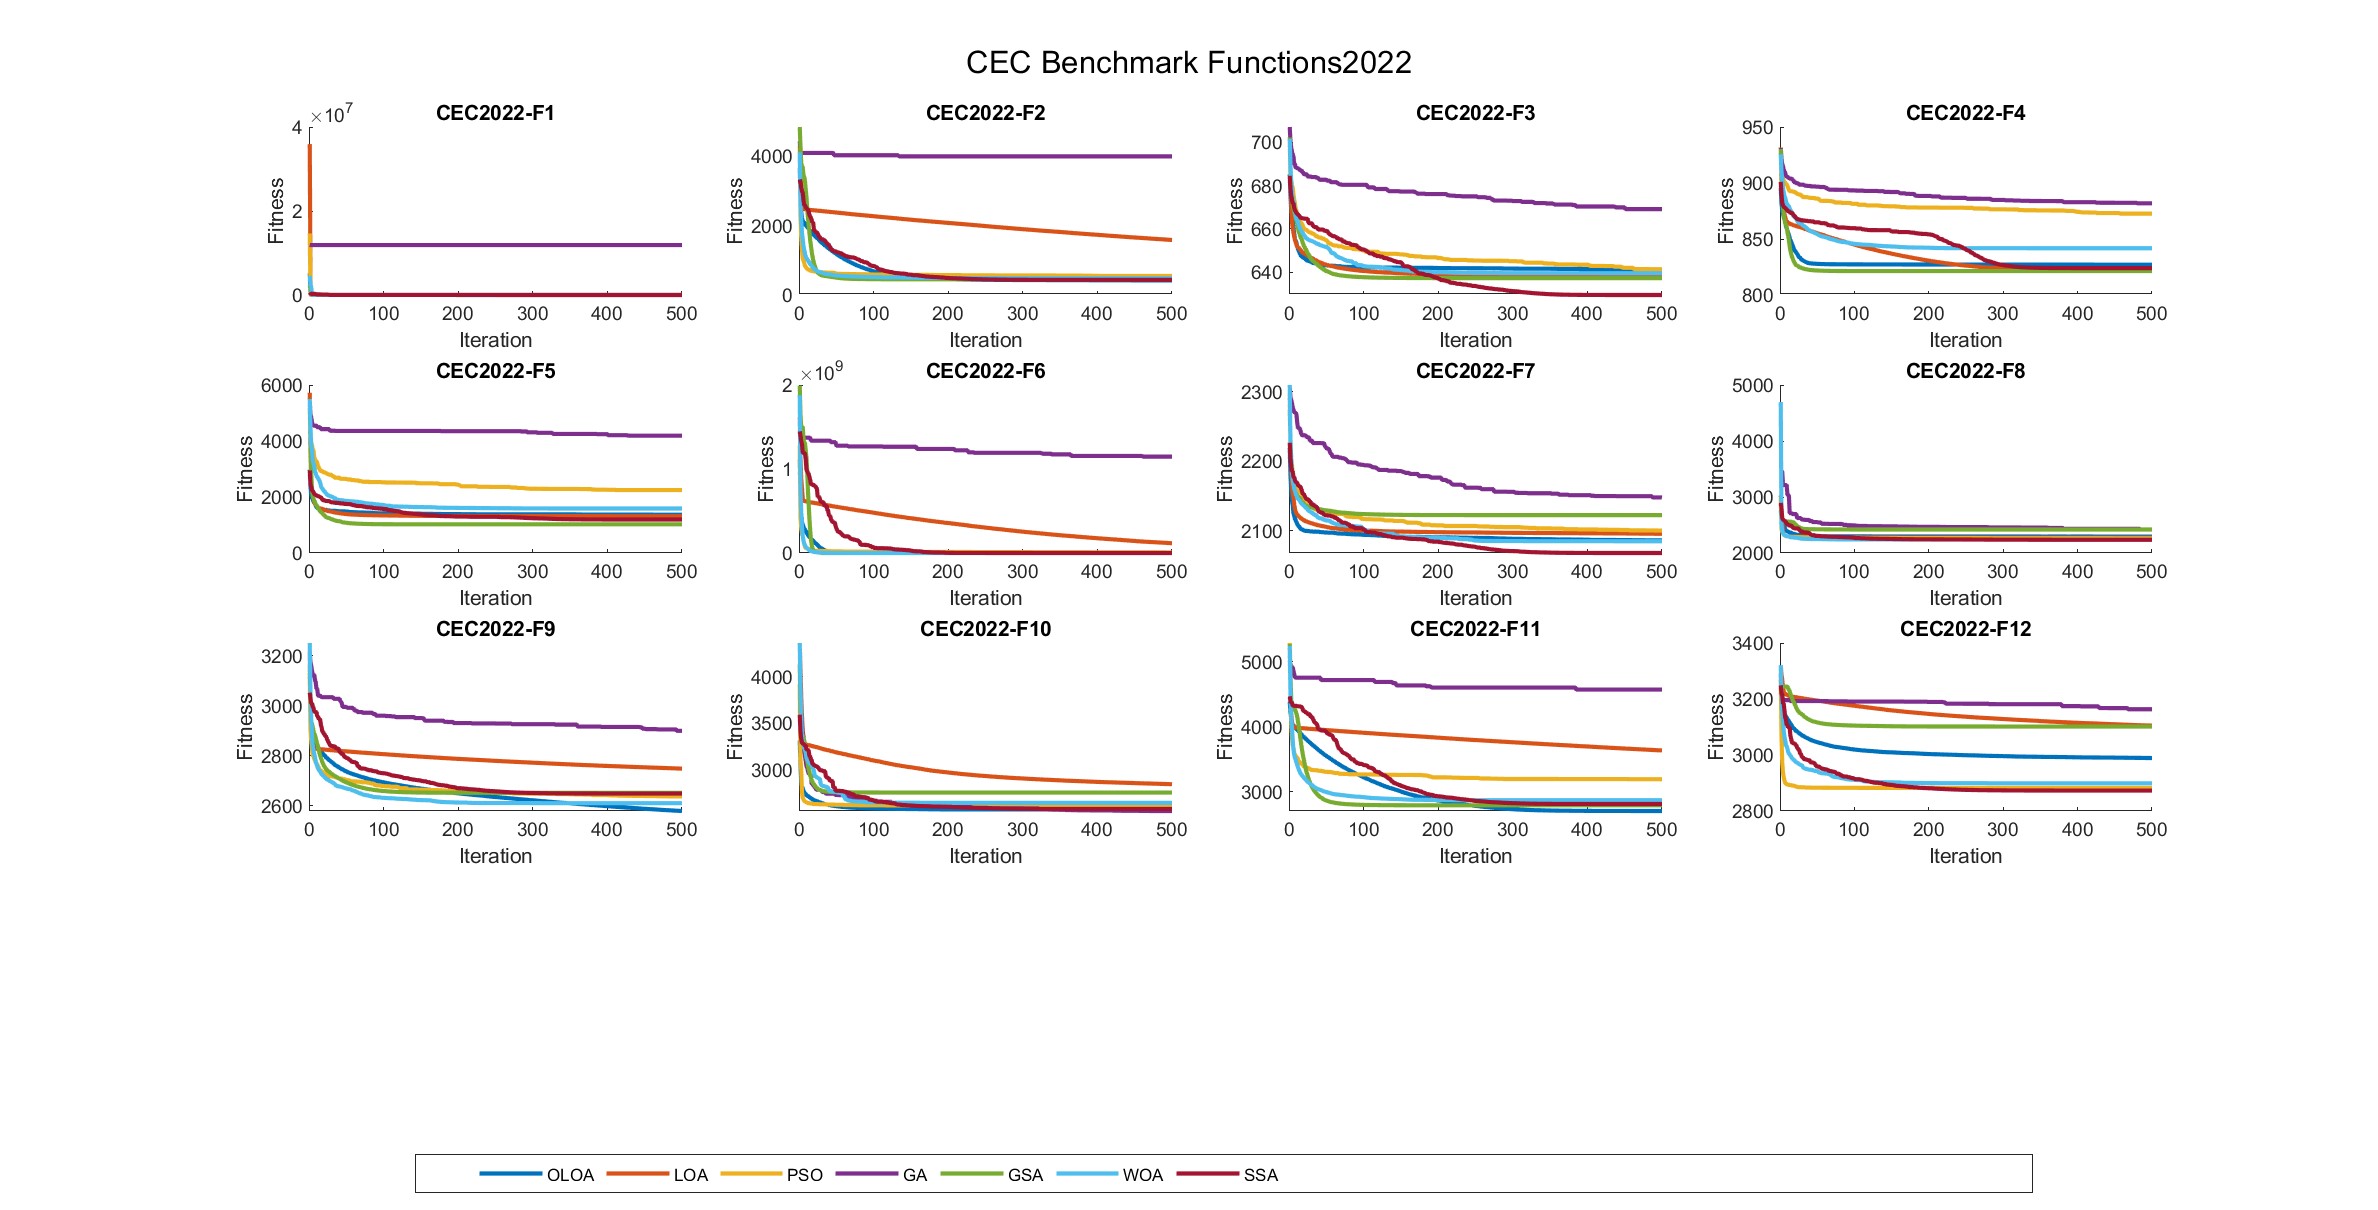 CEC Benchmark Functions2022
CEC2022-F1
×10^7
4
2
0
Fitness
0 100 200 300 400 500
Iteration
CEC2022-F2
4000
2000
0
Fitness
0 100 200 300 400 500
Iteration
CEC2022-F3
700
680
660
640
Fitness
0 100 200 300 400 500
Iteration
CEC2022-F4
950
900
850
800
Fitness
0 100 200 300 400 500
Iteration
CEC2022-F5
6000
4000
2000
0
Fitness
0 100 200 300 400 500
Iteration
CEC2022-F6
×10^9
2
1
0
Fitness
0 100 200 300 400 500
Iteration
CEC2022-F7
2300
2200
2100
Fitness
0 100 200 300 400 500
Iteration
CEC2022-F8
5000
4000
3000
2000
Fitness
0 100 200 300 400 500
Iteration
CEC2022-F9
3200
3000
2800
2600
Fitness
0 100 200 300 400 500
Iteration
CEC2022-F10
4000
3500
3000
Fitness
0 100 200 300 400 500
Iteration
CEC2022-F11
5000
4000
3000
Fitness
0 100 200 300 400 500
Iteration
CEC2022-F12
3400
3200
3000
2800
Fitness
0 100 200 300 400 500
Iteration
OLOA LOA PSO GA GSA WOA SSA